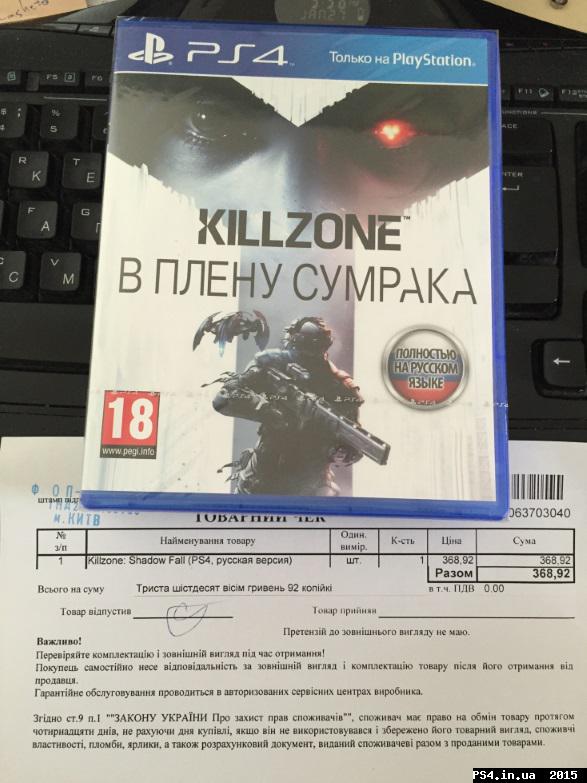 PS4
Только на PlayStation
KILLZONE™
В ПЛЕНУ СУМРАКА
ПОЛНОСТЬЮ
НА РУССКОМ
ЯЗЫКЕ
18
www.pegi.info
ФОП
м. КИЇВ
063703040
ТОВАРНИЙ ЧЕК
№ з/п Найменування товару Один. вимір. К-сть Ціна Сума
1 Killzone: Shadow Fall (PS4, русская версия) шт. 1 368,92 368,92
Разом 368,92
Всього на суму Триста шістдесят вісім гривень 92 копійкі в т.ч. ПДВ 0.00
Товар відпустив Товар прийняв
Претензій до зовнішнього вигляду не маю.
Важливо!
Перевіряйте комплектацію і зовнішній вигляд під час отримання!
Покупець самостійно несе відповідальність за зовнішній вигляд і комплектацію товару після його отримання від
продавця.
Гарантійне обслуговування проводиться в авторизованих сервісних центрах виробника.
Згідно ст.9 п.1 ""ЗАКОНУ УКРАЇНИ Про захист прав споживачів"", споживач має право на обмін товару протягом
чотирнадцяти днів, не рахуючи дня купівлі, якщо він не використовувався і збережено його товарний вигляд, споживчі
властивості, пломби, ярлики, а також розрахунковий документ, виданий споживачеві разом з проданими товарами.
PS4.in.ua 2015